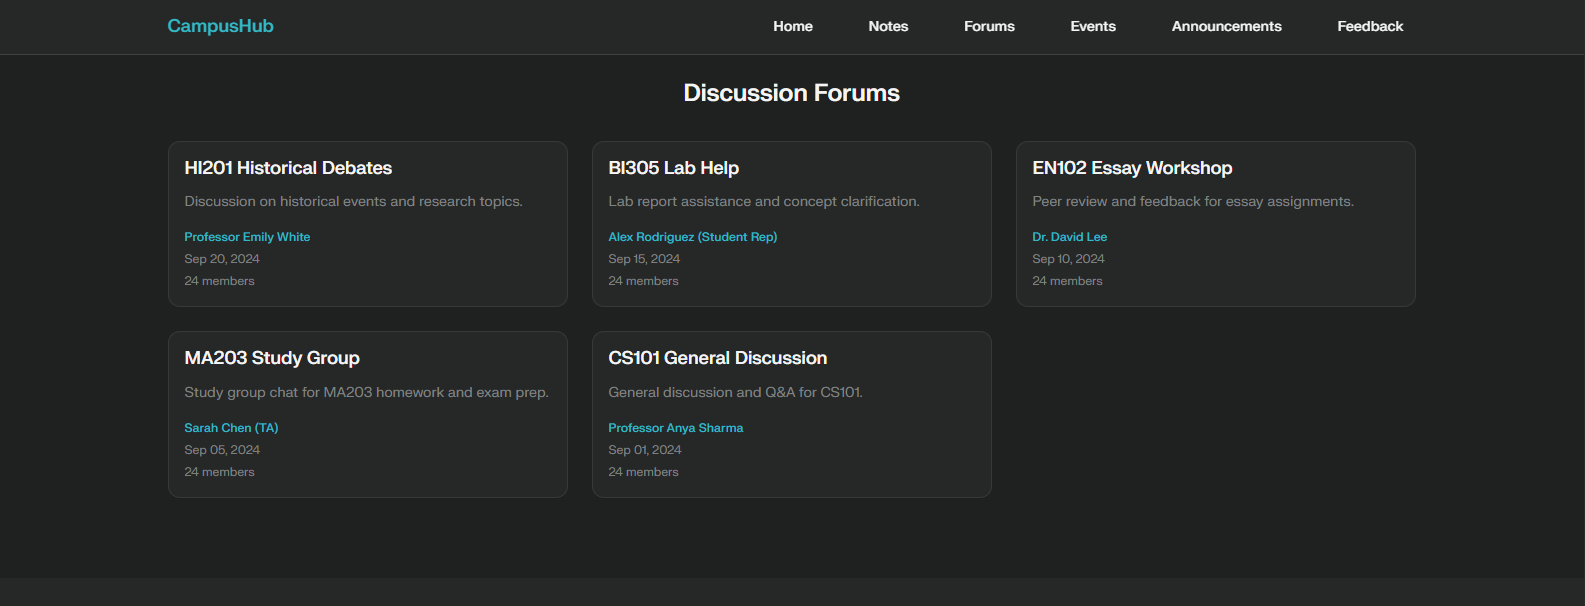 CampusHub
Home Notes Forums Events Announcements Feedback
Discussion Forums
HI201 Historical Debates
Discussion on historical events and research topics.
Professor Emily White
Sep 20, 2024
24 members
BI305 Lab Help
Lab report assistance and concept clarification.
Alex Rodriguez (Student Rep)
Sep 15, 2024
24 members
EN102 Essay Workshop
Peer review and feedback for essay assignments.
Dr. David Lee
Sep 10, 2024
24 members
MA203 Study Group
Study group chat for MA203 homework and exam prep.
Sarah Chen (TA)
Sep 05, 2024
24 members
CS101 General Discussion
General discussion and Q&A for CS101.
Professor Anya Sharma
Sep 01, 2024
24 members